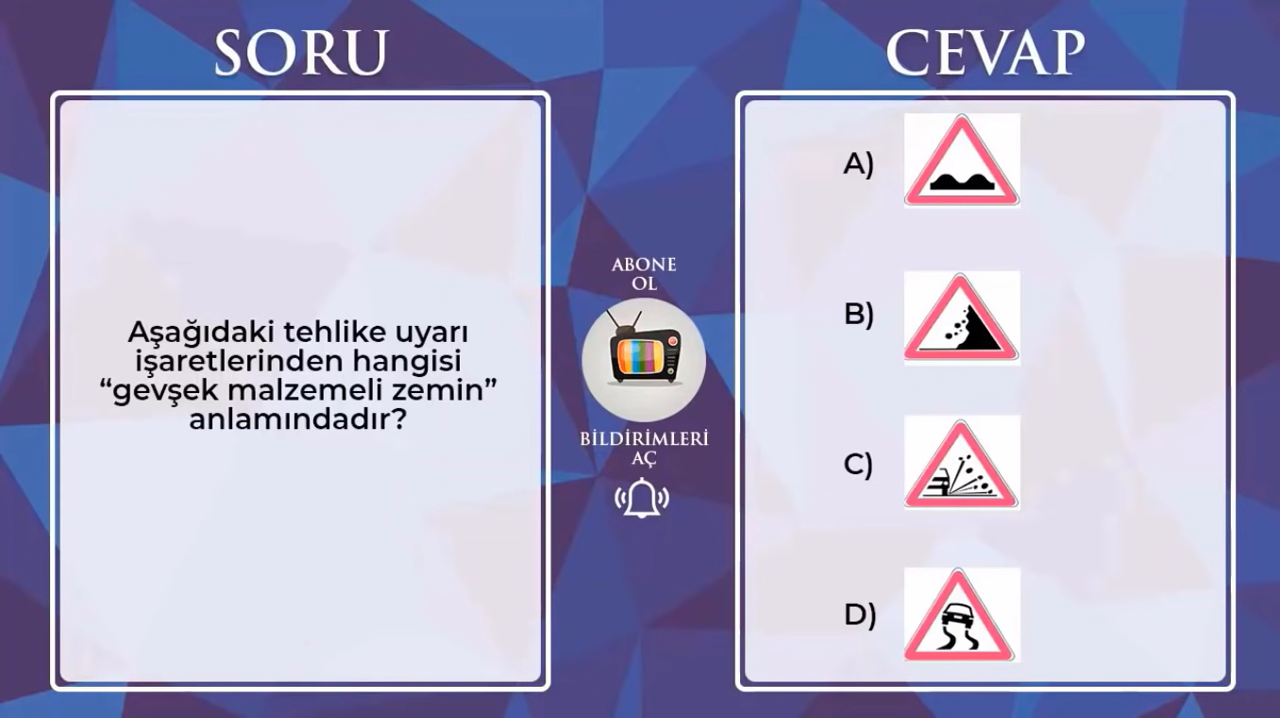 SORU
Aşağıdaki tehlike uyarı
işaretlerinden hangisi
“gevşek malzemeli zemin”
anlamındadır?
ABONE
OL
BİLDİRİMLERİ
AÇ
CEVAP
A)
B)
C)
D)